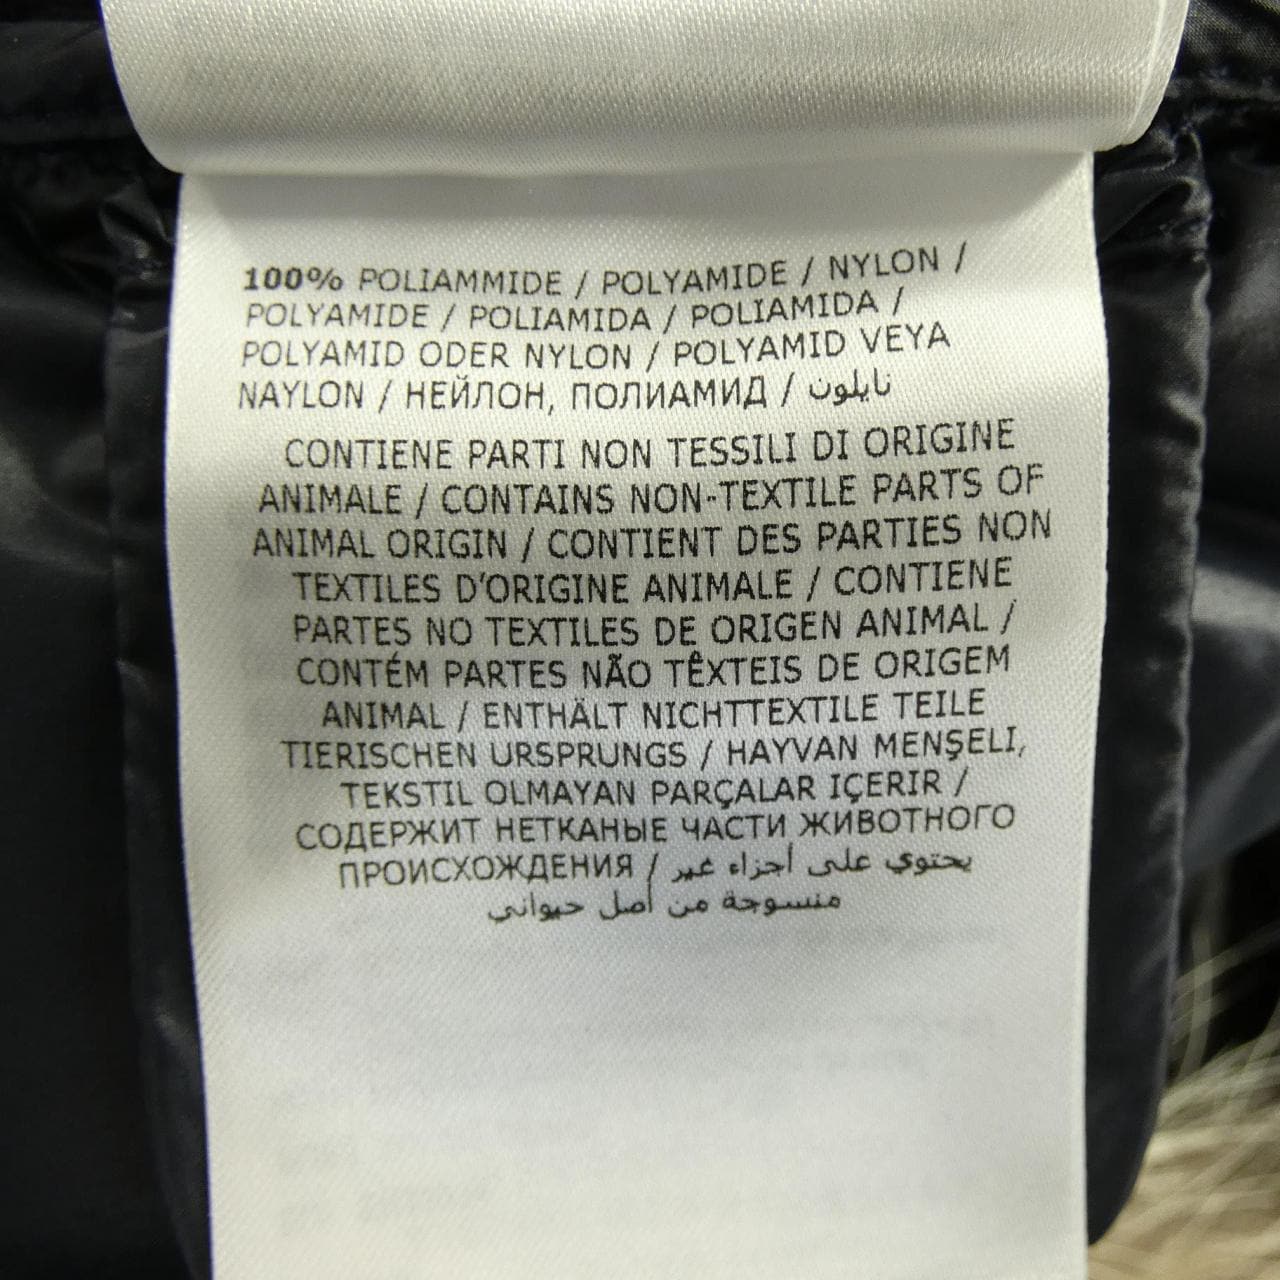 100% POLIAMMIDE / POLYAMIDE / NYLON /
POLYAMIDE / POLIAMIDA / POLIAMIDA /
POLYAMID ODER NYLON / POLYAMID VEYA
NAYLON / НЕЙЛОН, ПОЛИАМИД / نايلون
CONTIENE PARTI NON TESSILI DI ORIGINE
ANIMALE / CONTAINS NON-TEXTILE PARTS OF
ANIMAL ORIGIN / CONTIENT DES PARTIES NON
TEXTILES D'ORIGINE ANIMALE / CONTIENE
PARTES NO TEXTILES DE ORIGEN ANIMAL /
CONTÉM PARTES NÃO TÊXTEIS DE ORIGEM
ANIMAL / ENTHÄLT NICHTTEXTILE TEILE
TIERISCHEN URSPRUNGS / HAYVAN MENŞELI,
TEKSTIL OLMAYAN PARÇALAR IÇERIR /
СОДЕРЖИТ НЕТКАНЫЕ ЧАСТИ ЖИВОТНОГО
ПРОИСХОЖДЕНИЯ / يحتوي على أجزاء غير
منسوجة من أصل حيواني